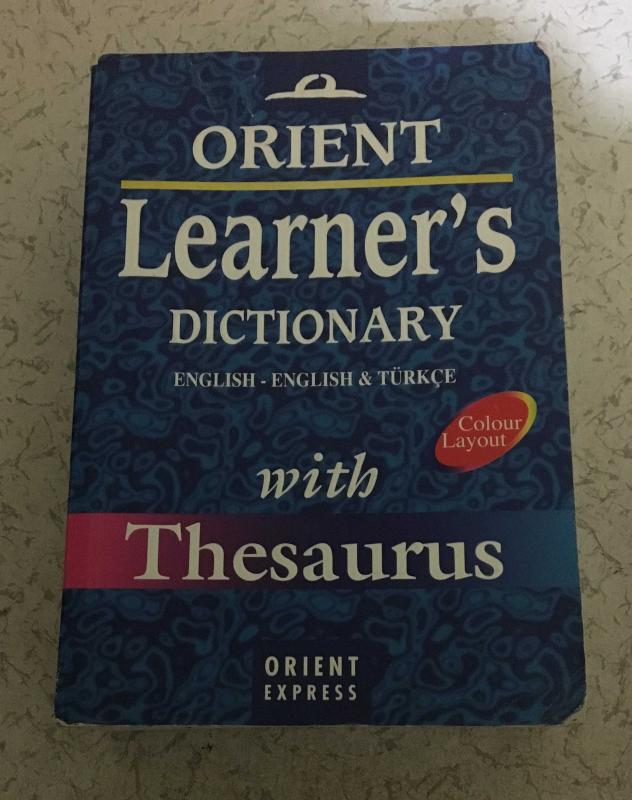 ORIENT
Learner's
DICTIONARY
ENGLISH - ENGLISH & TÜRKÇE
Colour
Layout
with
Thesaurus
ORIENT
EXPRESS